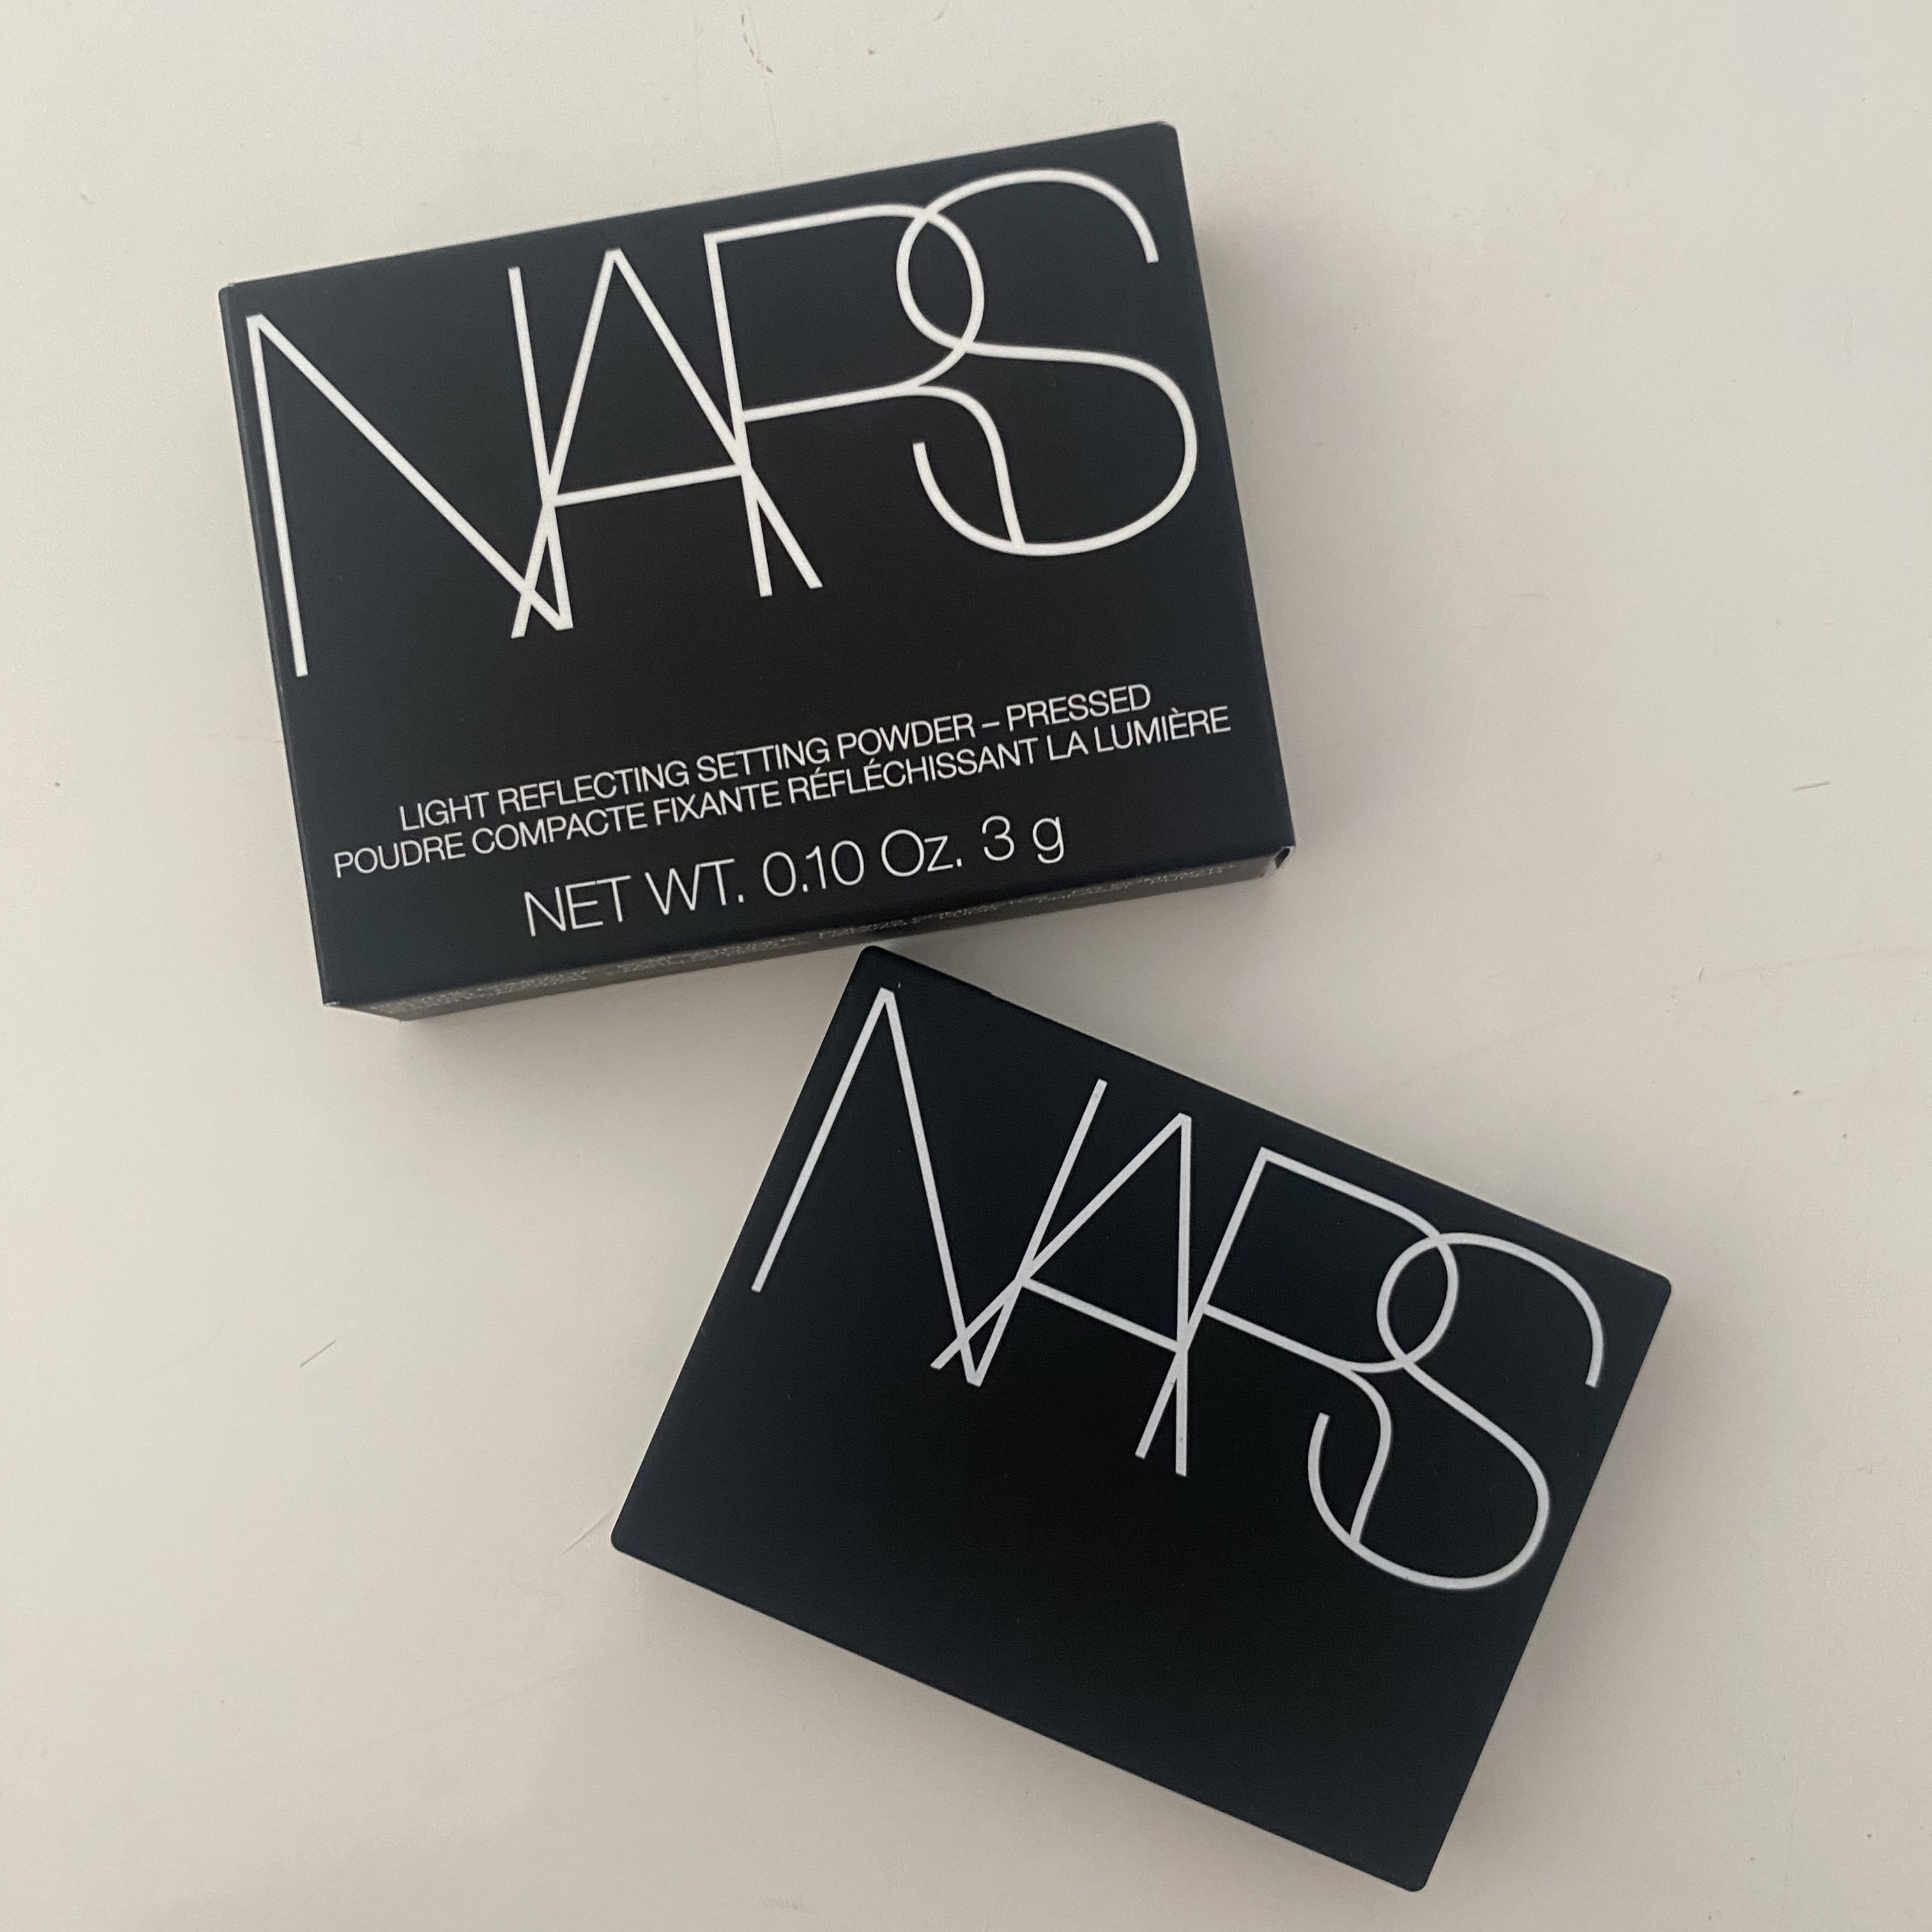 NARS
LIGHT REFLECTING SETTING POWDER – PRESSED
POUDRE COMPACTE FIXANTE RÉFLÉCHISSANT LA LUMIÈRE
NET WT. 0.10 Oz. 3 g
NARS